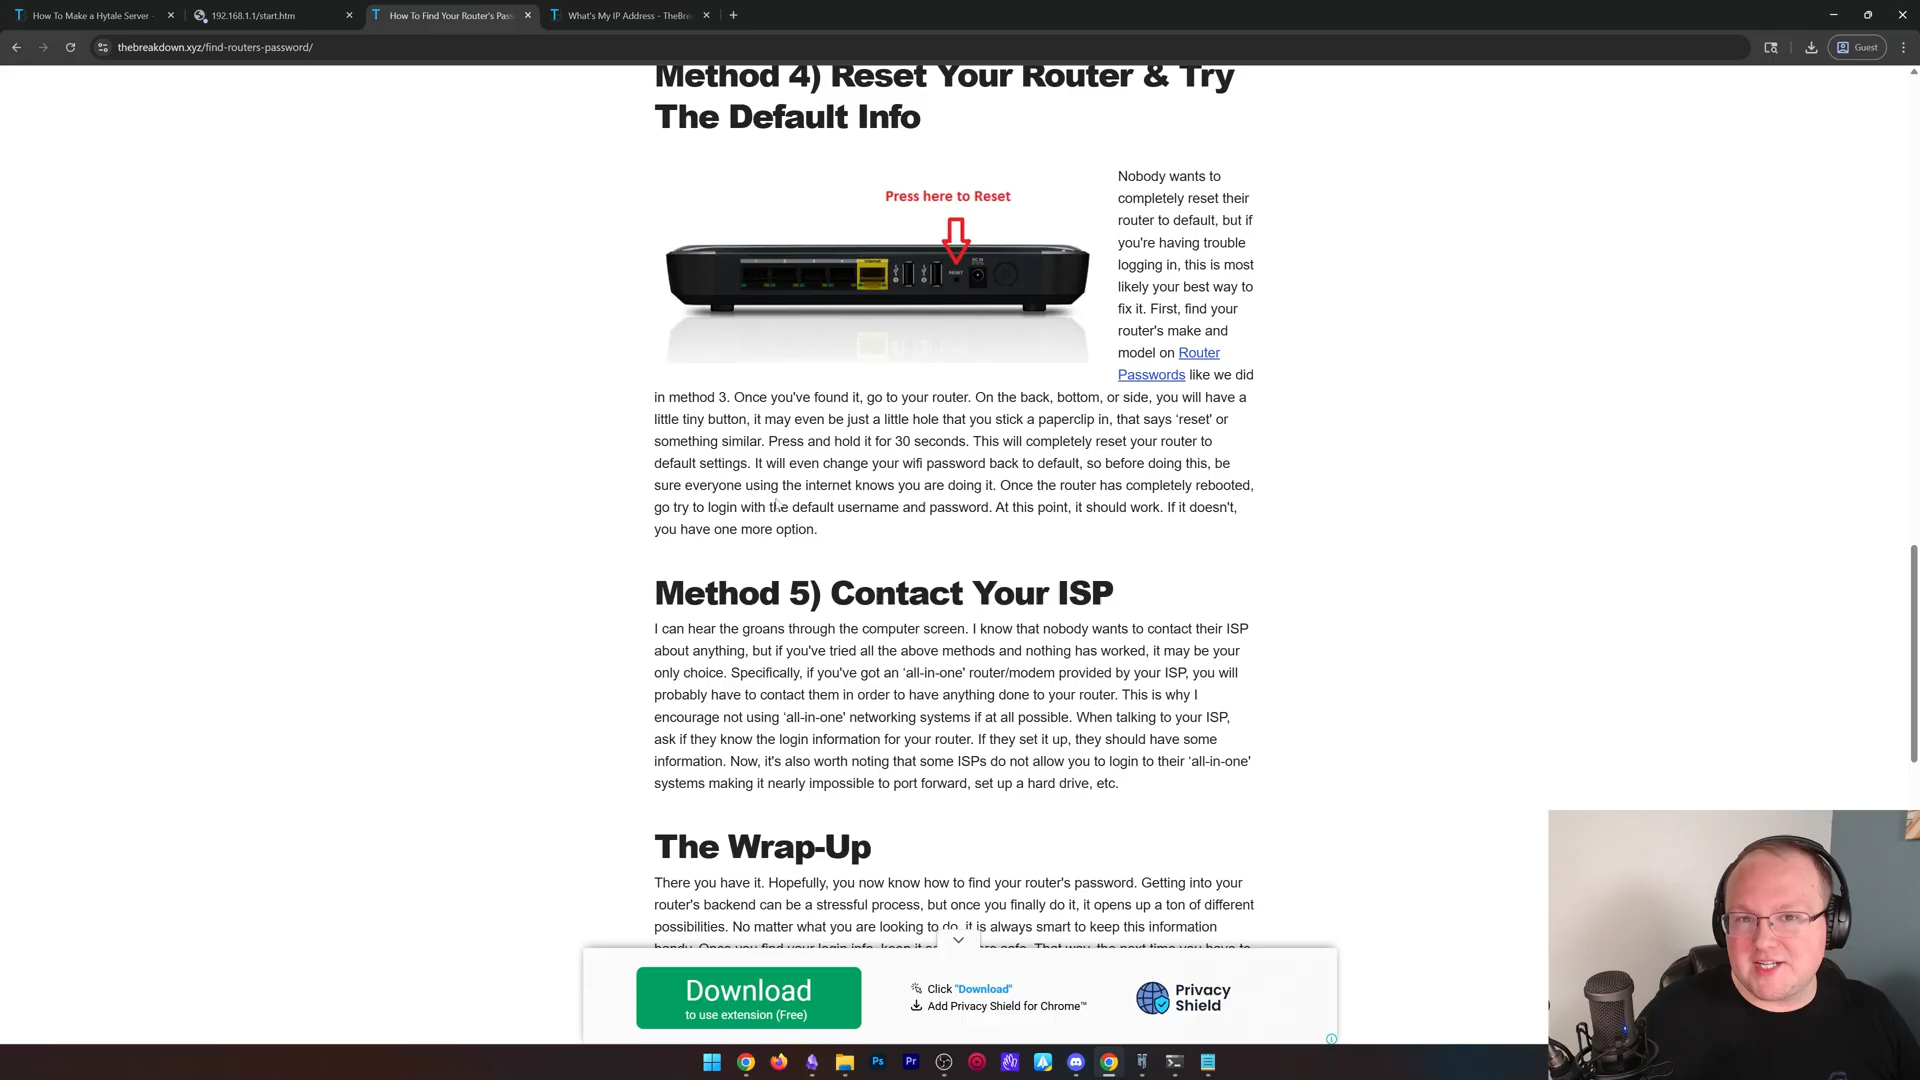 How To Make a Hytale Server -
192.168.1.1/start.htm
How To Find Your Router's Pass
What's My IP Address - TheBre
thebreakdown.xyz/find-routers-password/
Guest
Method 4) Reset Your Router & Try
The Default Info
Press here to Reset
Nobody wants to
completely reset their
router to default, but if
you're having trouble
logging in, this is most
likely your best way to
fix it. First, find your
router's make and
model on Router
Passwords like we did
in method 3. Once you've found it, go to your router. On the back, bottom, or side, you will have a
little tiny button, it may even be just a little hole that you stick a paperclip in, that says ‘reset' or
something similar. Press and hold it for 30 seconds. This will completely reset your router to
default settings. It will even change your wifi password back to default, so before doing this, be
sure everyone using the internet knows you are doing it. Once the router has completely rebooted,
go try to login with the default username and password. At this point, it should work. If it doesn't,
you have one more option.
Method 5) Contact Your ISP
I can hear the groans through the computer screen. I know that nobody wants to contact their ISP
about anything, but if you've tried all the above methods and nothing has worked, it may be your
only choice. Specifically, if you've got an ‘all-in-one' router/modem provided by your ISP, you will
probably have to contact them in order to have anything done to your router. This is why I
encourage not using ‘all-in-one' networking systems if at all possible. When talking to your ISP,
ask if they know the login information for your router. If they set it up, they should have some
information. Now, it's also worth noting that some ISPs do not allow you to login to their ‘all-in-one'
systems making it nearly impossible to port forward, set up a hard drive, etc.
The Wrap-Up
There you have it. Hopefully, you now know how to find your router's password. Getting into your
router's backend can be a stressful process, but once you finally do it, it opens up a ton of different
possibilities. No matter what you are looking to do, it is always smart to keep this information
Download
to use extension (Free)
Click "Download"
Add Privacy Shield for Chrome™
Privacy
Shield
Ps
Pr